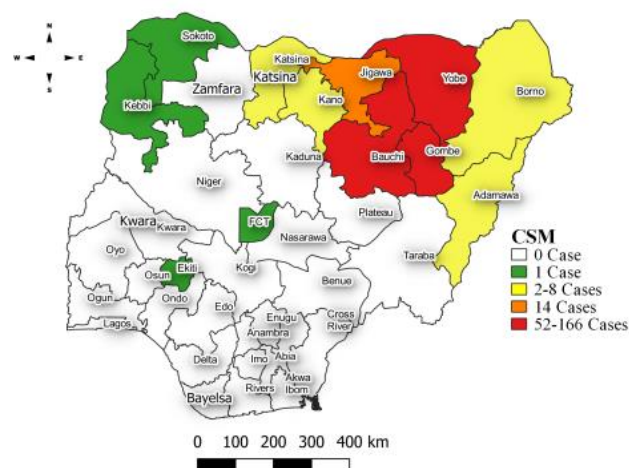 N
W E
S
Sokoto
Katsina
Katsina
Jigawa
Yobe
Zamfara
Kebbi
Kano
Borno
Gombe
Bauchi
Kaduna
Niger
Adamawa
Plateau
FCT
Kwara
Kwara
Nasarawa
Taraba
Oyo
Osun
Ekiti
Kogi
Benue
Ogun
Ondo
Edo
Lagos
Enugu
Anambra
Cross
River
Delta
Imo
Abia
Akwa
Ibom
Rivers
Bayelsa
CSM
0 Case
1 Case
2-8 Cases
14 Cases
52-166 Cases
0 100 200 300 400 km